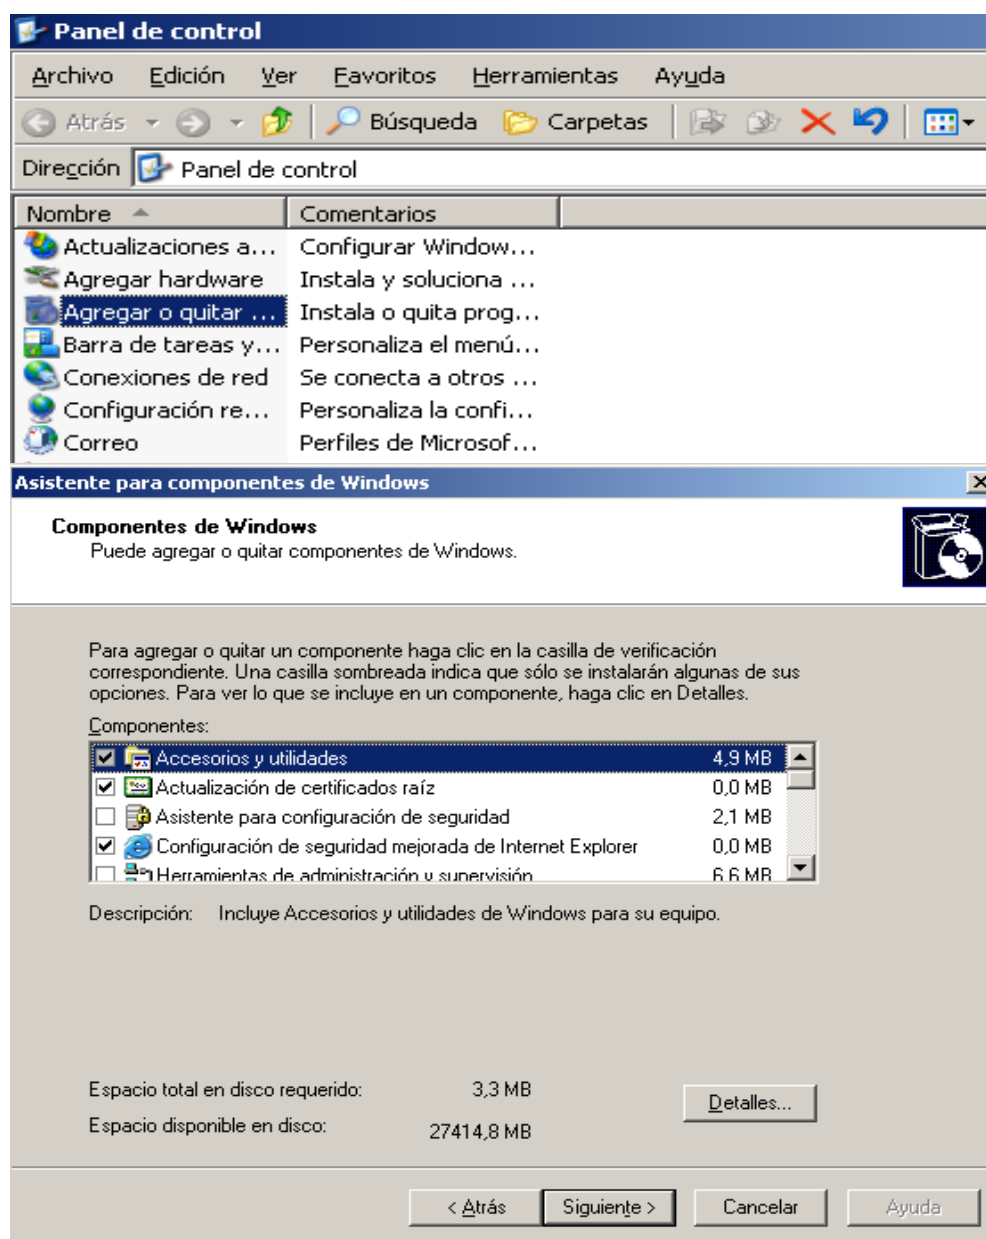 Panel de control
Archivo Edición Ver Favoritos Herramientas Ayuda
Atrás Búsqueda Carpetas
Dirección Panel de control
Nombre Comentarios
Actualizaciones a... Configurar Window...
Agregar hardware Instala y soluciona ...
Agregar o quitar ... Instala o quita prog...
Barra de tareas y... Personaliza el menú...
Conexiones de red Se conecta a otros ...
Configuración re... Personaliza la confi...
Correo Perfiles de Microsof...
Asistente para componentes de Windows
Componentes de Windows
Puede agregar o quitar componentes de Windows.
Para agregar o quitar un componente haga clic en la casilla de verificación
correspondiente. Una casilla sombreada indica que sólo se instalarán algunas de sus
opciones. Para ver lo que se incluye en un componente, haga clic en Detalles.
Componentes:
Accesorios y utilidades 4,9 MB
Actualización de certificados raíz 0,0 MB
Asistente para configuración de seguridad 2,1 MB
Configuración de seguridad mejorada de Internet Explorer 0,0 MB
Herramientas de administración y supervisión 6,6 MB
Descripción: Incluye Accesorios y utilidades de Windows para su equipo.
Espacio total en disco requerido: 3,3 MB
Detalles...
Espacio disponible en disco: 27414,8 MB
< Atrás Siguiente > Cancelar Ayuda